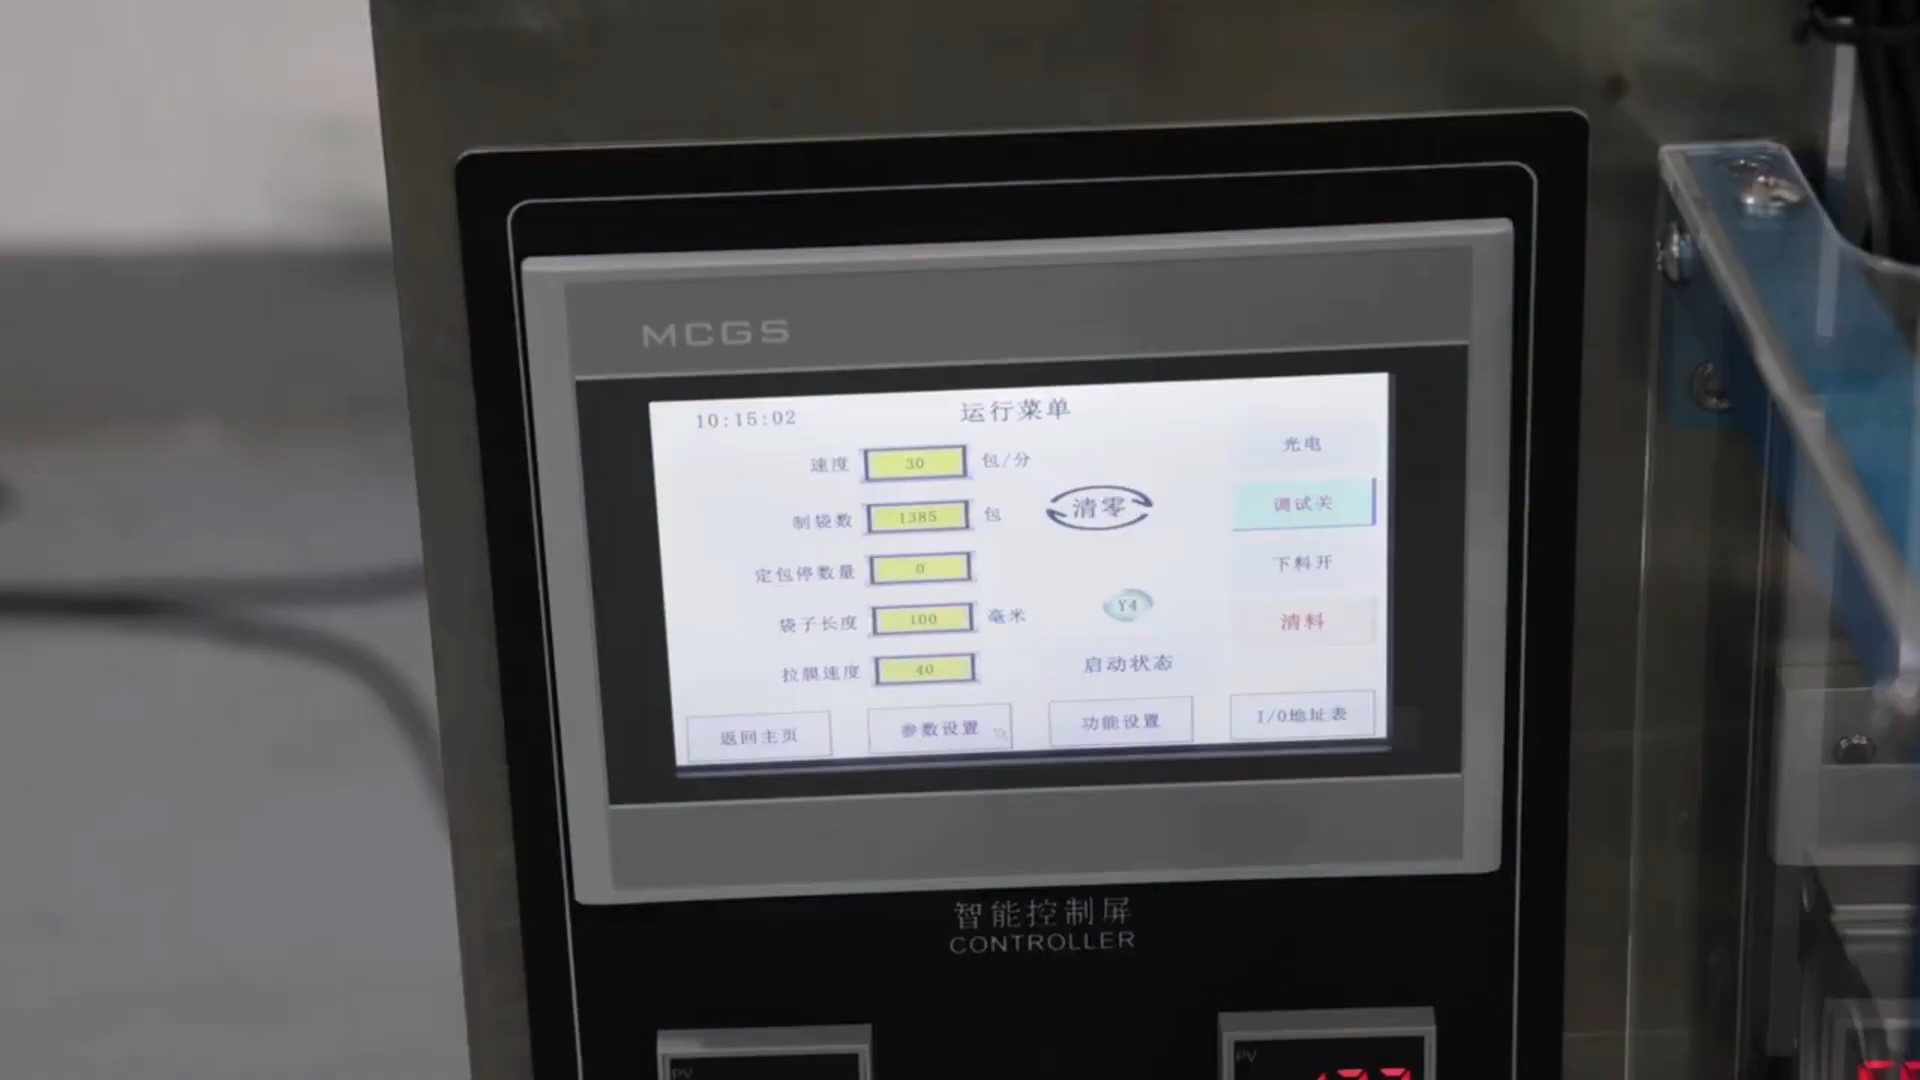 MCGS
10:15:02 运行菜单
速度 30 包/分 光电
制袋数 1385 包 清零 调试关
定包停数量 0 下料开
袋子长度 100 毫米 Y4 清料
拉膜速度 40 启动状态
返回主页 参数设置 功能设置 I/O地址表
智能控制屏
CONTROLLER
PV PV